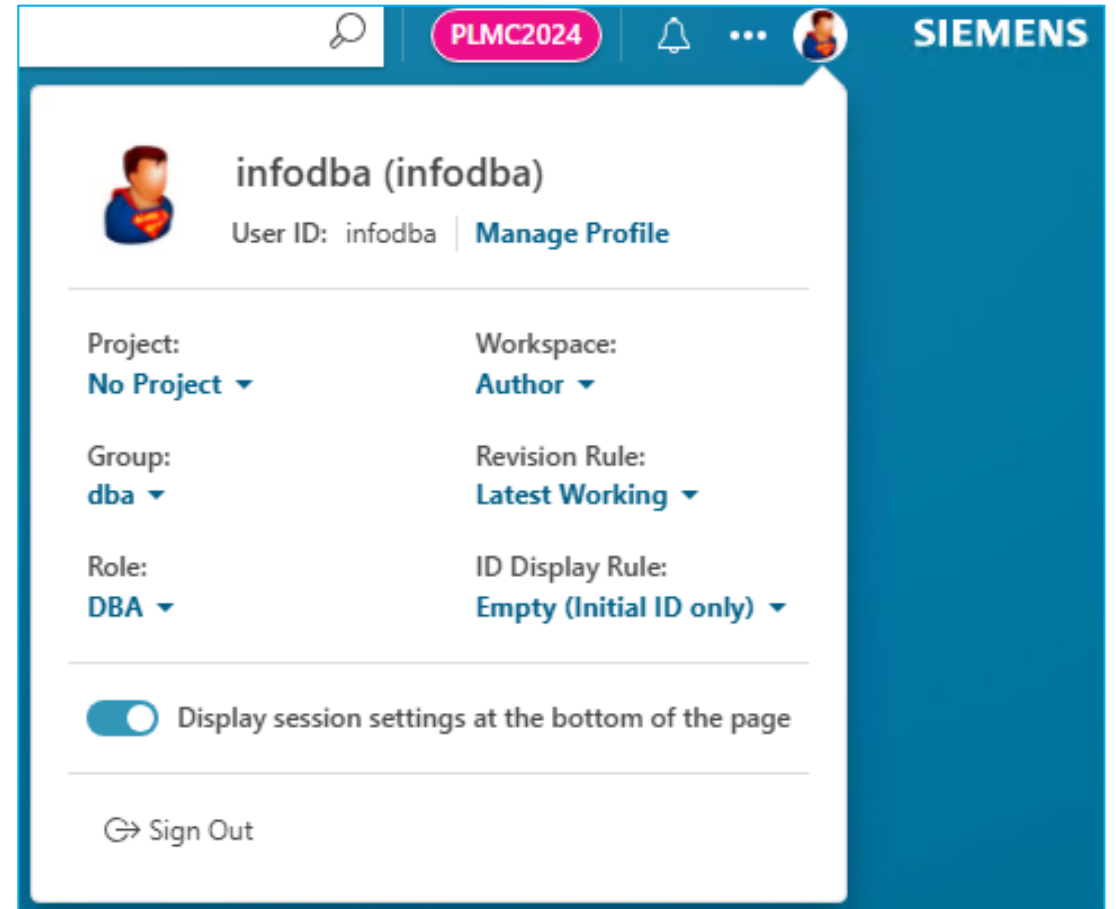 PLMC2024
SIEMENS
infodba (infodba)
User ID: infodba Manage Profile
Project:
No Project
Workspace:
Author
Group:
dba
Revision Rule:
Latest Working
Role:
DBA
ID Display Rule:
Empty (Initial ID only)
Display session settings at the bottom of the page
Sign Out